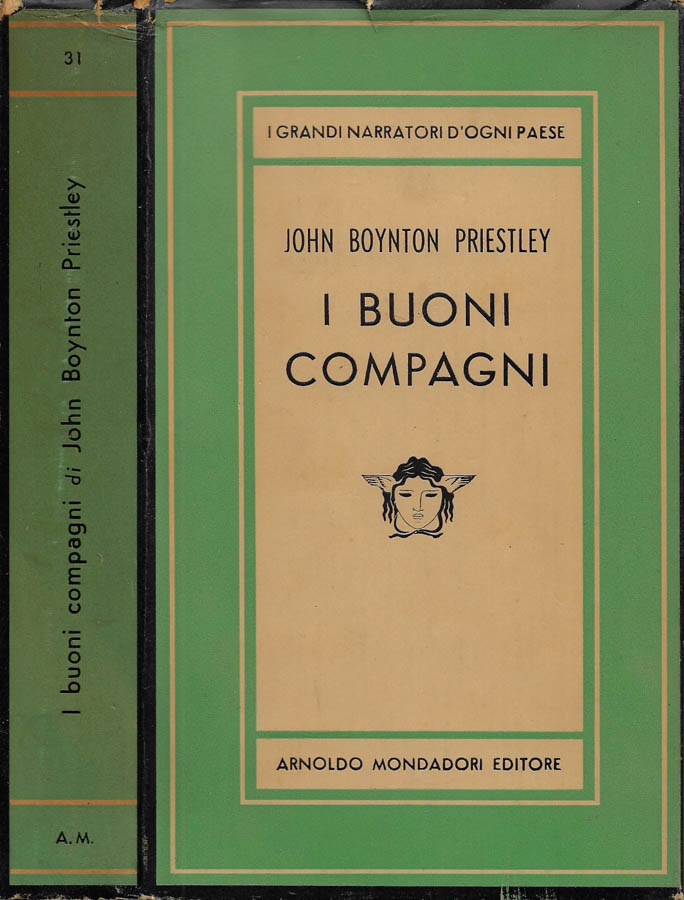 31
I buoni compagni di John Boynton Priestley
A.M.
I GRANDI NARRATORI D'OGNI PAESE
JOHN BOYNTON PRIESTLEY
I BUONI
COMPAGNI
ARNOLDO MONDADORI EDITORE